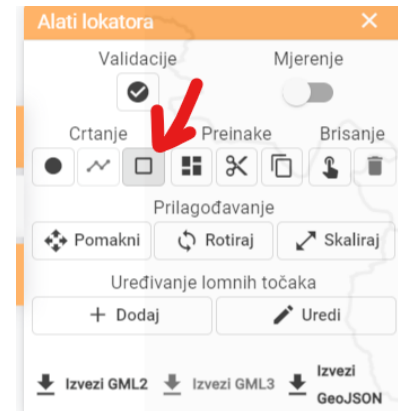 Alati lokatora
Validacije Mjerenje
Crtanje Preinake Brisanje
Prilagođavanje
Pomakni Rotiraj Skaliraj
Uređivanje lomnih točaka
Dodaj Uredi
Izvezi GML2 Izvezi GML3 Izvezi GeoJSON